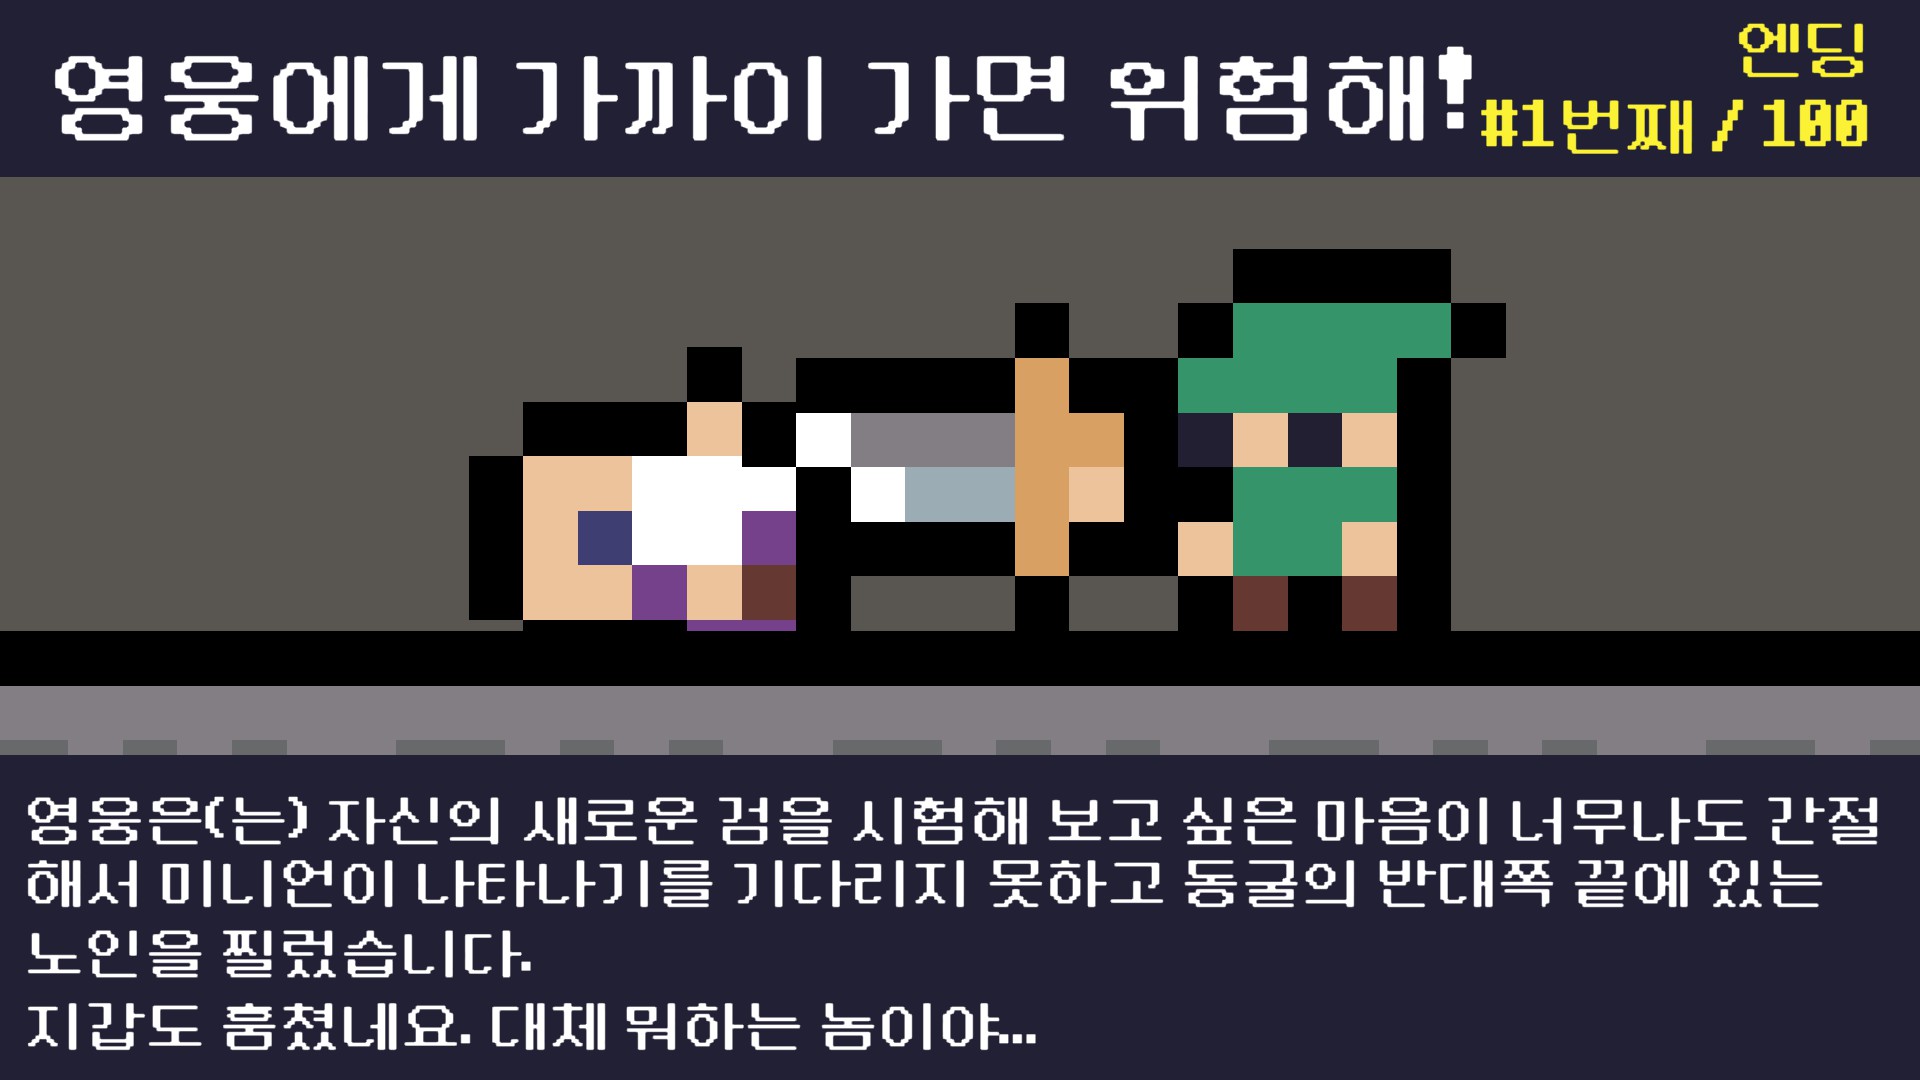 영웅에게 가까이 가면 위험해!
엔딩
#1번째 / 100
영웅은(는) 자신의 새로운 검을 시험해 보고 싶은 마음이 너무나도 간절
해서 미니언이 나타나기를 기다리지 못하고 동굴의 반대쪽 끝에 있는
노인을 찔렀습니다.
지갑도 훔쳤네요. 대체 뭐하는 놈이야...